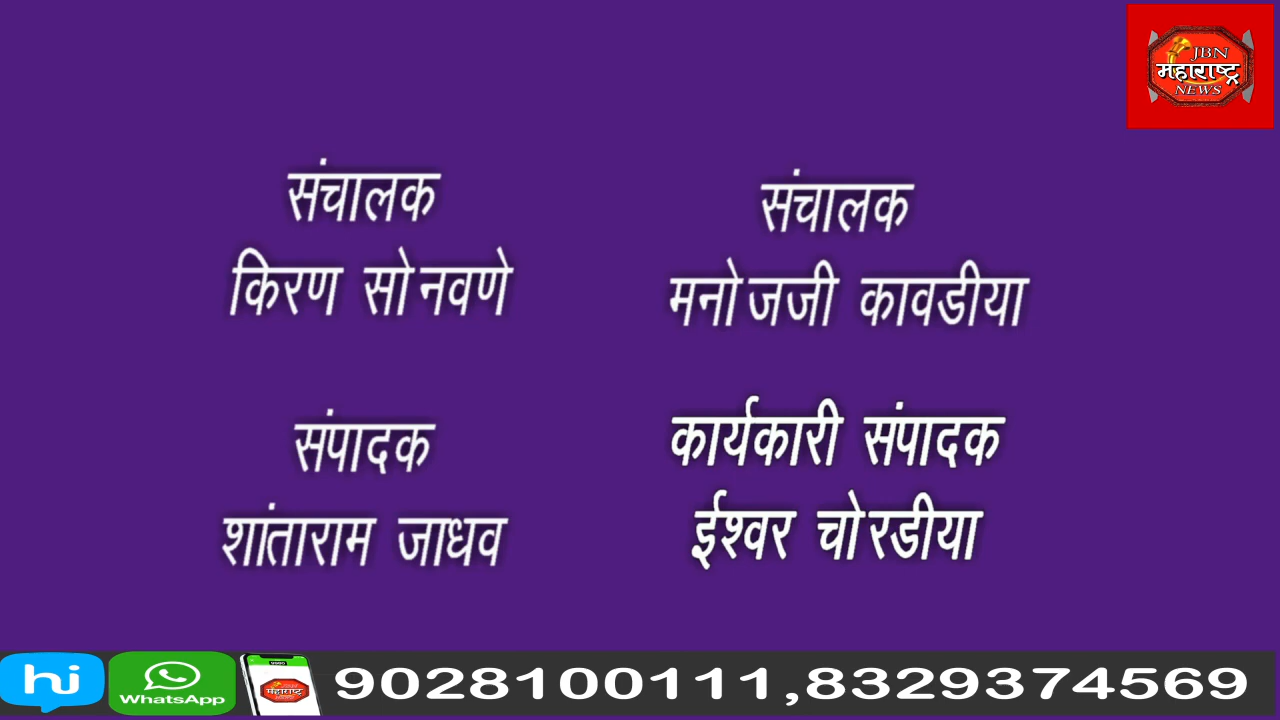 JBN
महाराष्ट्र
NEWS
संचालक
किरण सोनवणे
संचालक
मनोजजी कावडीया
संपादक
शांताराम जाधव
कार्यकारी संपादक
ईश्वर चोरडीया
hi
WhatsApp
महाराष्ट्र
9028100111,8329374569